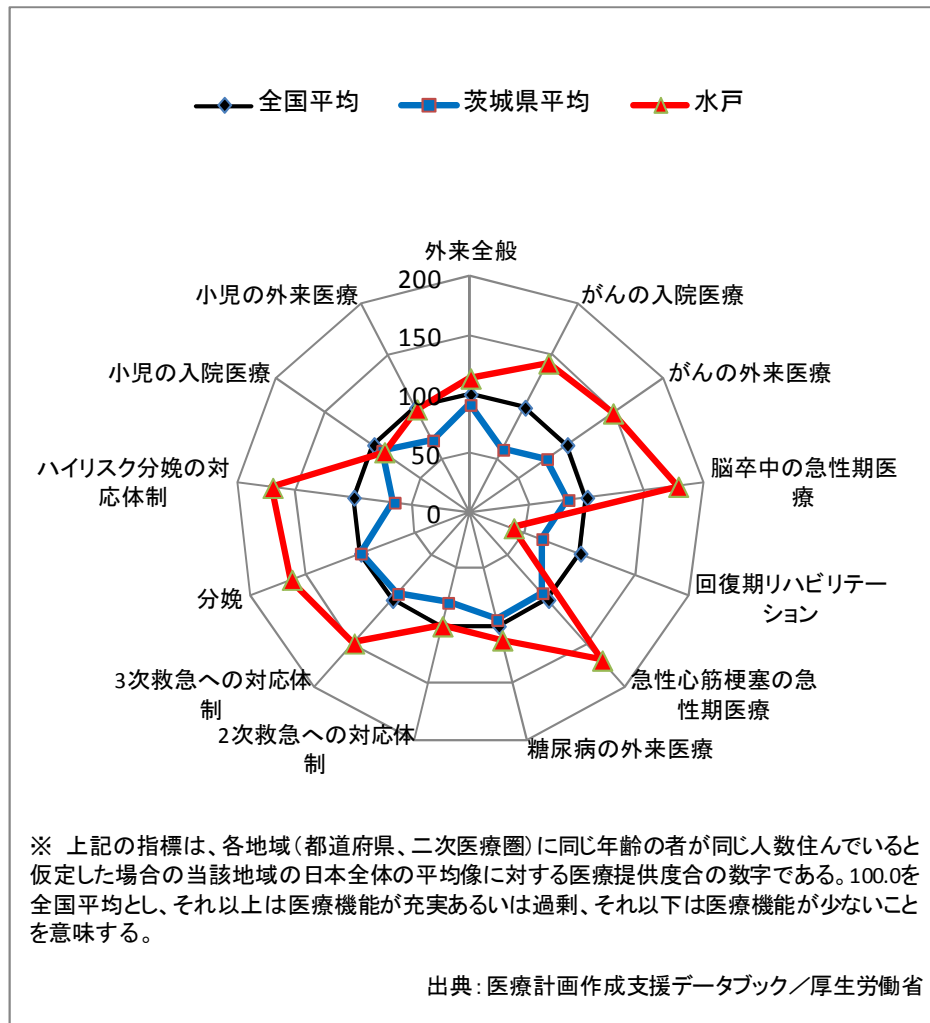 全国平均
茨城県平均
水戸
外来全般
がんの入院医療
がんの外来医療
脳卒中の急性期医
療
回復期リハビリテー
ション
急性心筋梗塞の急
性期医療
糖尿病の外来医療
2次救急への対応体
制
3次救急への対応体
制
分娩
ハイリスク分娩の対
応体制
小児の入院医療
小児の外来医療
200
150
100
50
0
※ 上記の指標は、各地域(都道府県、二次医療圏)に同じ年齢の者が同じ人数住んでいると
仮定した場合の当該地域の日本全体の平均像に対する医療提供度合の数字である。100.0を
全国平均とし、それ以上は医療機能が充実あるいは過剰、それ以下は医療機能が少ないこと
を意味する。
出典:医療計画作成支援データブック/厚生労働省